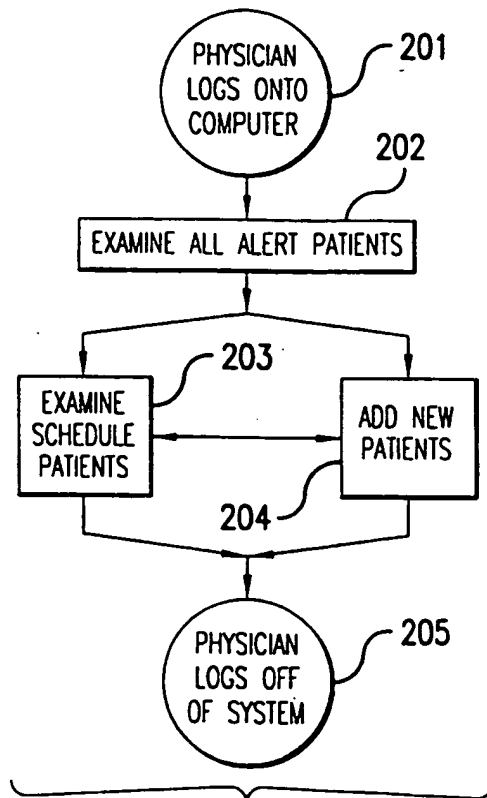 PHYSICIAN
LOGS ONTO
COMPUTER
201
202
EXAMINE ALL ALERT PATIENTS
203
EXAMINE
SCHEDULE
PATIENTS
ADD NEW
PATIENTS
204
PHYSICIAN
LOGS OFF
OF SYSTEM
205